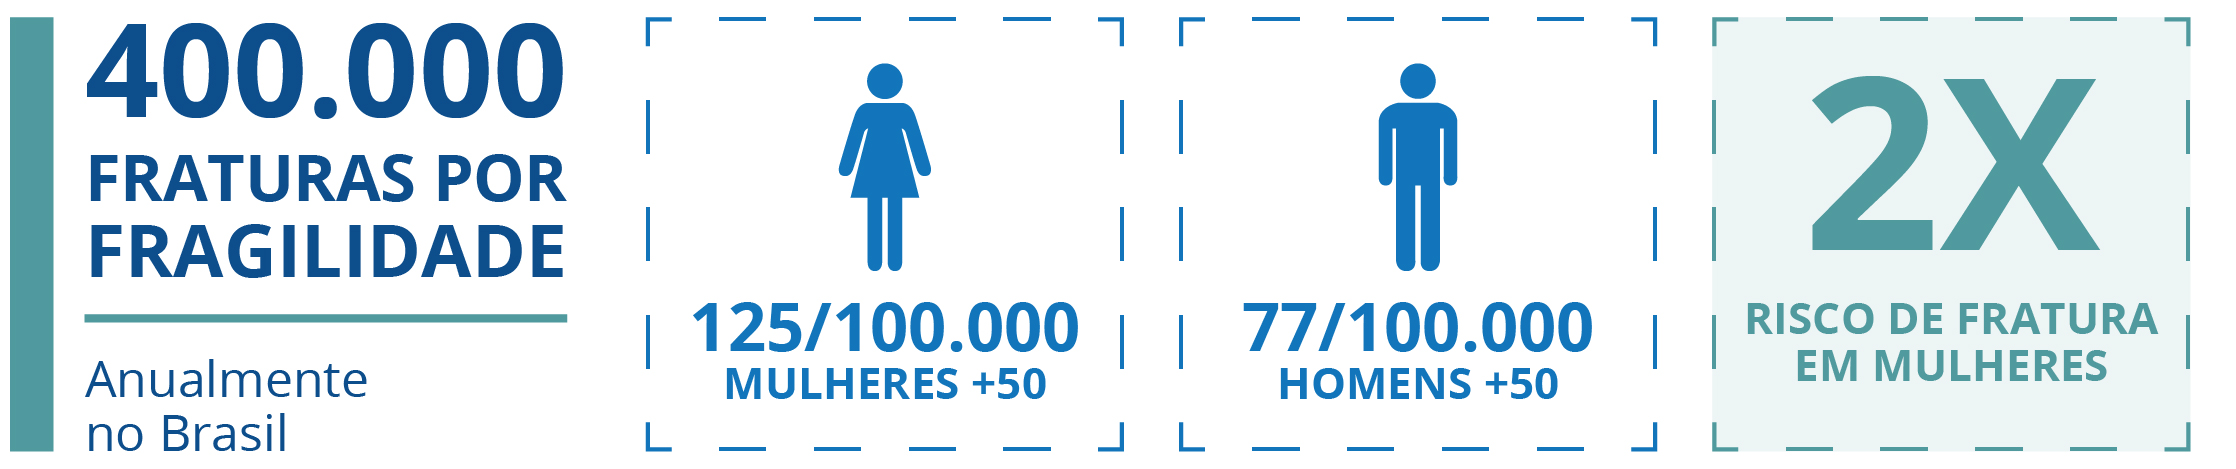 400.000
FRATURAS POR
FRAGILIDADE
Anualmente
no Brasil
125/100.000
MULHERES +50
77/100.000
HOMENS +50
2X
RISCO DE FRATURA
EM MULHERES